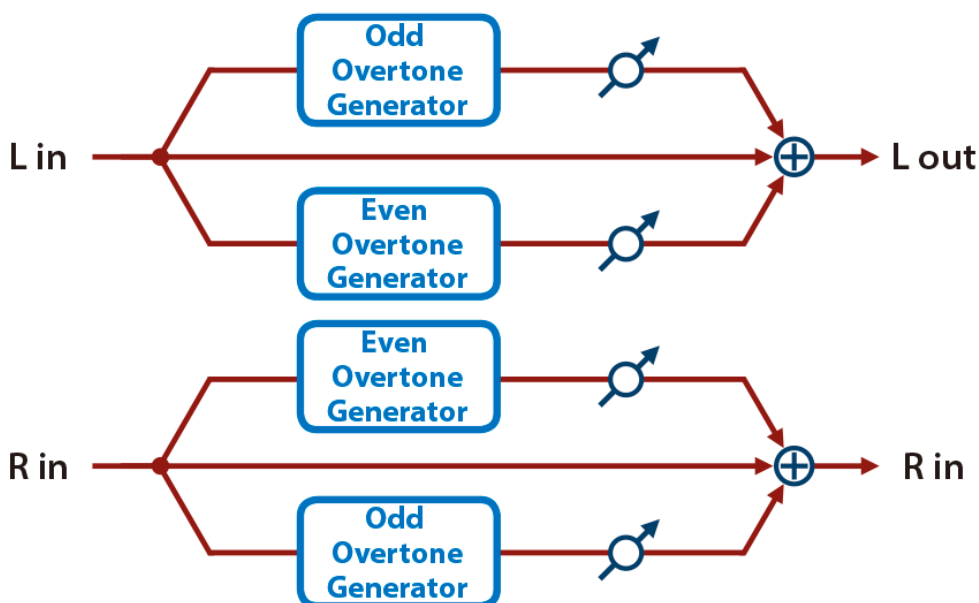 Odd
Overtone
Generator
L in
L out
Even
Overtone
Generator
Even
Overtone
Generator
R in
R in
Odd
Overtone
Generator